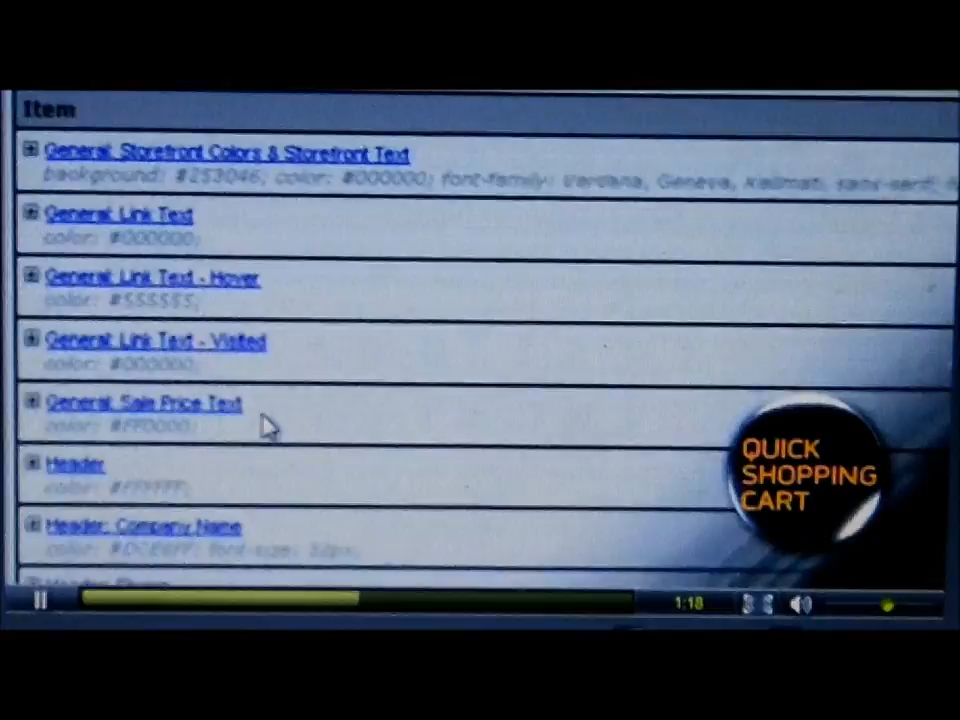 Item
General: Storefront Colors & Storefront Text
background: #253046; color: #000000; font-family: Verdana, Geneva, Kalimati, sans-serif;
General: Link Text
color: #000000;
General: Link Text - Hover
color: #555555;
General: Link Text - Visited
color: #000000;
General: Sale Price Text
color: #FF0000;
Header
color: #FFFFFF;
Header: Company Name
color: #DCE6FF; font-size: 32px;
QUICK
SHOPPING
CART
1:18